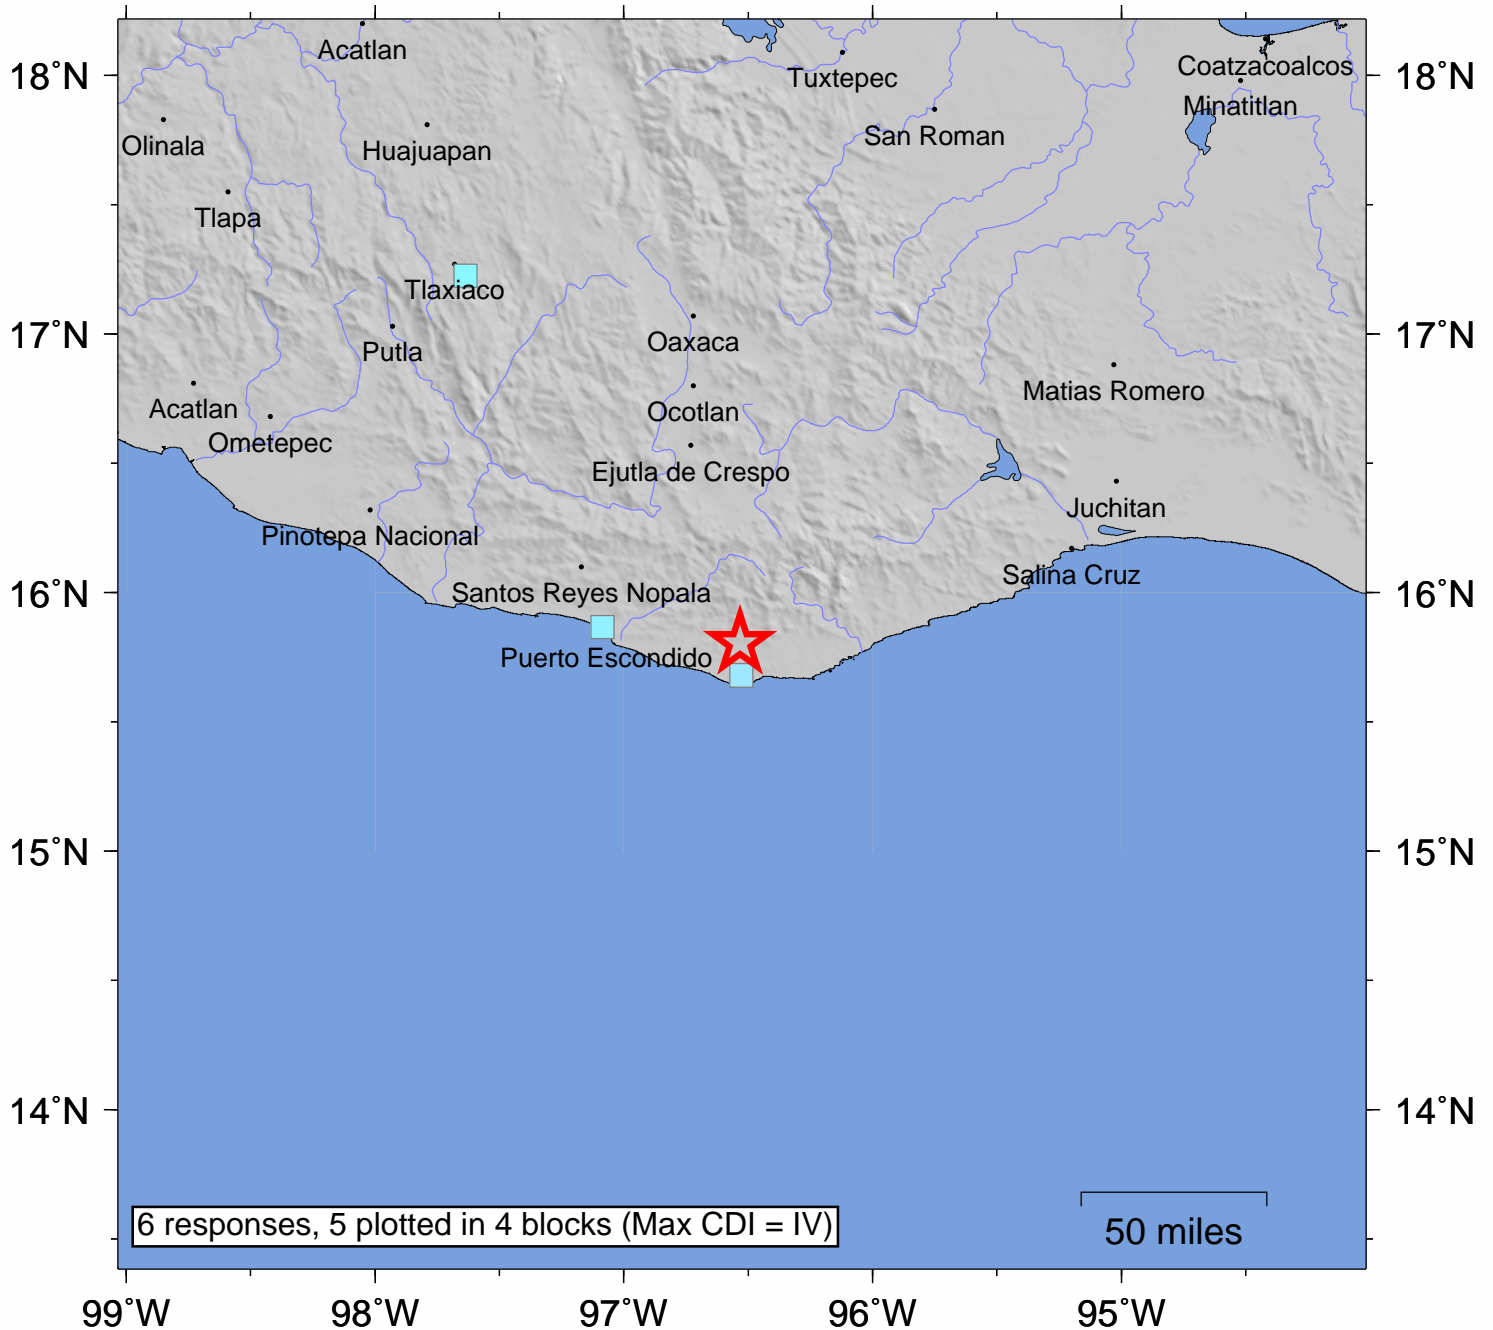 Acatlan
18˚N
Tuxtepec
Coatzacoalcos
18˚N
Minatitlan
Olinala
Huajuapan
San Roman
Tlapa
Tlaxiaco
17˚N
Putla
Oaxaca
17˚N
Matias Romero
Acatlan
Ocotlan
Ometepec
Ejutla de Crespo
Juchitan
Pinotepa Nacional
Salina Cruz
16˚N
Santos Reyes Nopala
16˚N
Puerto Escondido
15˚N
15˚N
14˚N
14˚N
6 responses, 5 plotted in 4 blocks (Max CDI = IV)
50 miles
99˚W
98˚W
97˚W
96˚W
95˚W